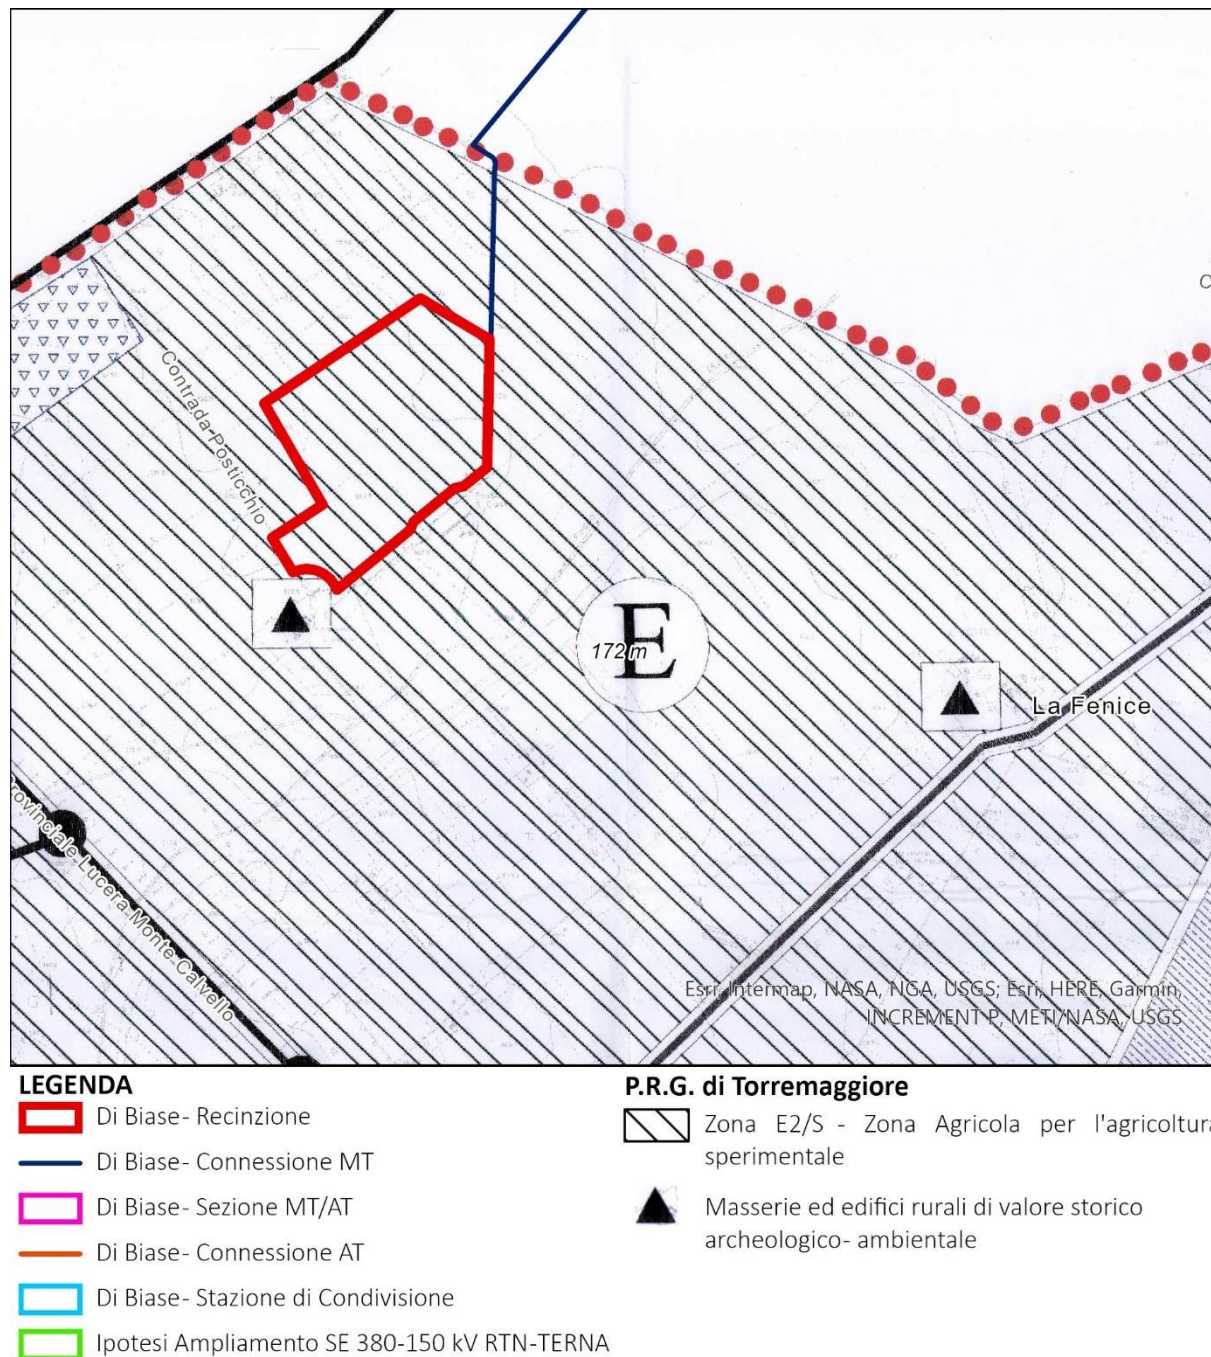 C
Contrada Posticchio
E
172 m
La Fenice
rovinciale Lucera-Monte Calvello
Esri, Intermap, NASA, NGA, USGS; Esri, HERE, Garmin,
INCREMENT P, METI/NASA, USGS
LEGENDA
Di Biase- Recinzione
Di Biase- Connessione MT
Di Biase- Sezione MT/AT
Di Biase- Connessione AT
Di Biase- Stazione di Condivisione
Ipotesi Ampliamento SE 380-150 kV RTN-TERNA
P.R.G. di Torremaggiore
Zona E2/S - Zona Agricola per l'agricoltura
sperimentale
Masserie ed edifici rurali di valore storico
archeologico- ambientale